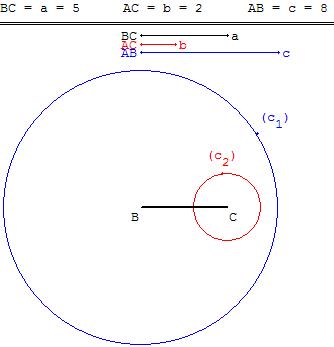 BC = a = 5 AC = b = 2 AB = c = 8
BC a
AC b
AB c
(c1)
(c2)
B C